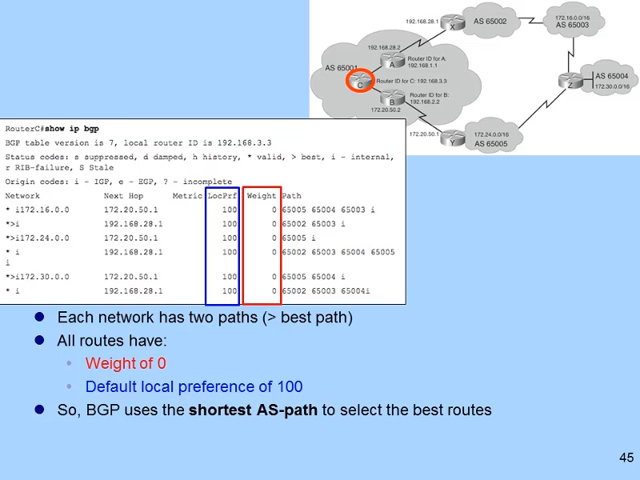 192.168.28.1
X
AS 65002
172.16.0.0/16
AS 65003
192.168.28.2
A
Router ID for A:
192.168.1.1
AS 65001
C
Router ID for C: 192.168.3.3
Z
AS 65004
172.30.0.0/16
B
Router ID for B:
192.168.2.2
172.20.50.2
172.20.50.1
Y
172.24.0.0/16
AS 65005
RouterC#show ip bgp
BGP table version is 7, local router ID is 192.168.3.3
Status codes: s suppressed, d damped, h history, * valid, > best, i - internal,
r RIB-failure, S Stale
Origin codes: i - IGP, e - EGP, ? - incomplete
Network Next Hop Metric LocPrf Weight Path
* i172.16.0.0 172.20.50.1 100 0 65005 65004 65003 i
*>i 192.168.28.1 100 0 65002 65003 i
*>i172.24.0.0 172.20.50.1 100 0 65005 i
* i 192.168.28.1 100 0 65002 65003 65004 65005
i
*>i172.30.0.0 172.20.50.1 100 0 65005 65004 i
* i 192.168.28.1 100 0 65002 65003 65004i
Each network has two paths (> best path)
All routes have:
Weight of 0
Default local preference of 100
So, BGP uses the shortest AS-path to select the best routes
45